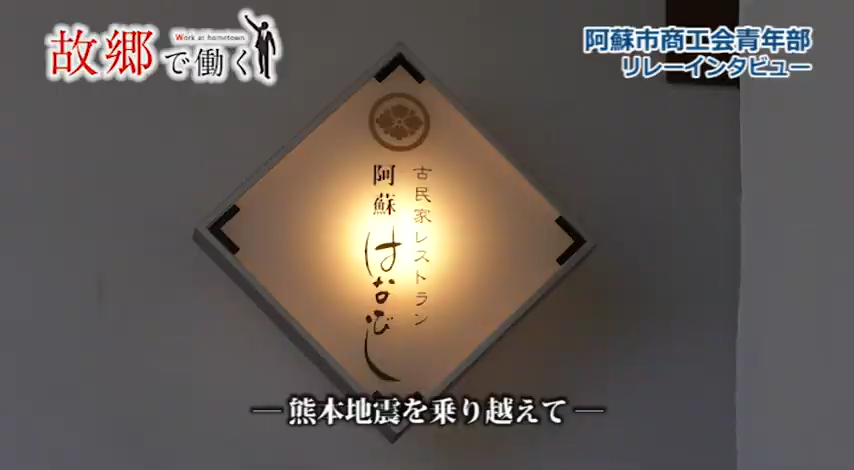 故郷で働く
Work at hometown
阿蘇市商工会青年部
リレーインタビュー
古民家レストラン
阿蘇 はなびし
― 熊本地震を乗り越えて ―